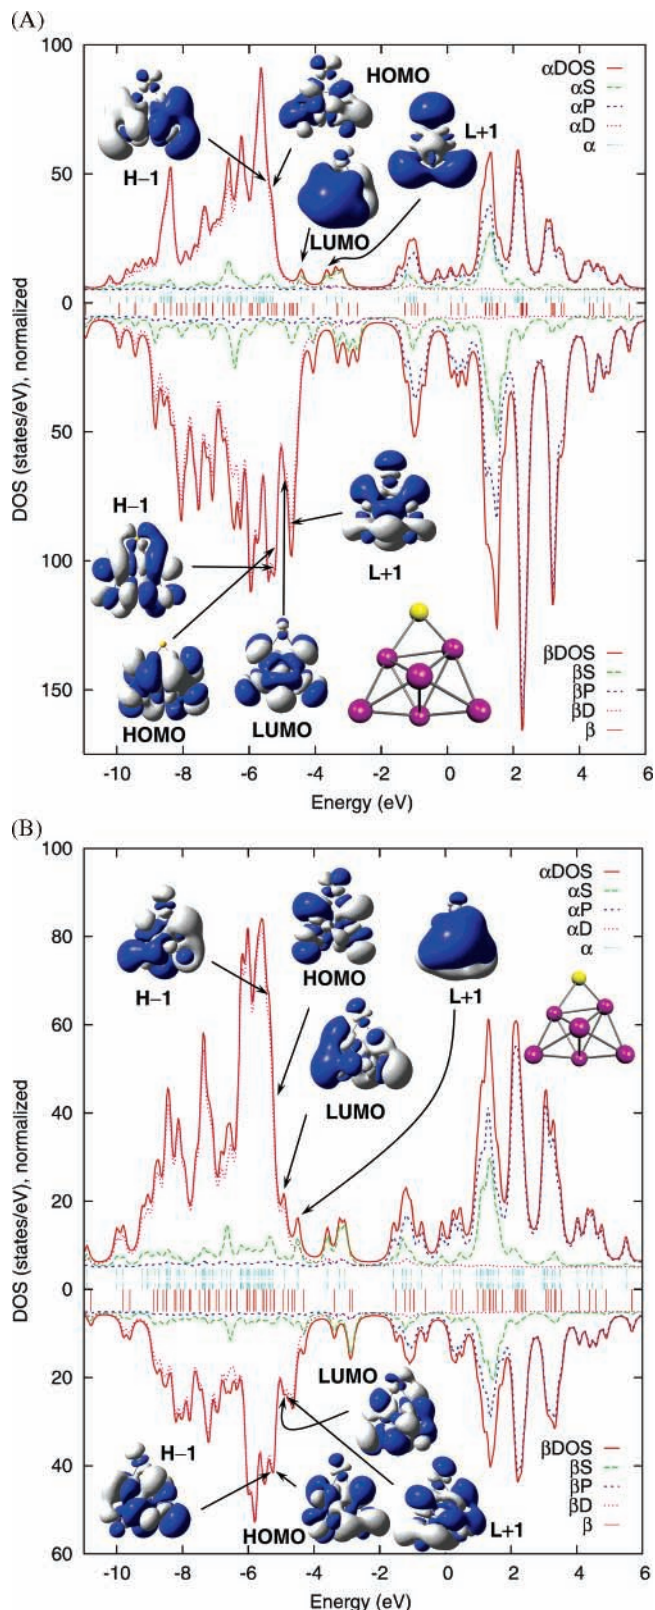 (A)
100
50
0
50
100
150
DOS (states/eV), normalized
HOMO
αDOS
αS
αP
αD
α
L+1
H−1
LUMO
H−1
L+1
HOMO
LUMO
βDOS
βS
βP
βD
β
-10 -8 -6 -4 -2 0 2 4 6
Energy (eV)
(B)
100
80
60
40
20
0
20
40
60
DOS (states/eV), normalized
αDOS
αS
αP
αD
α
H−1
HOMO
L+1
LUMO
LUMO
H−1
HOMO
L+1
βDOS
βS
βP
βD
β
-10 -8 -6 -4 -2 0 2 4 6
Energy (eV)